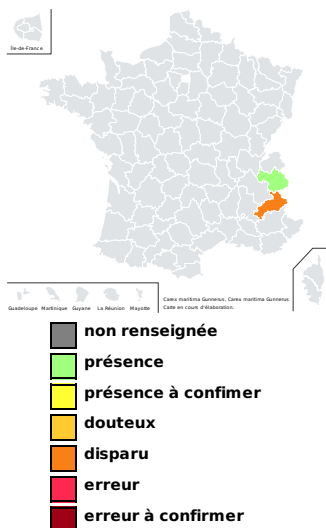 Île-de-France
Guadeloupe Martinique Guyane La Réunion Mayotte
Carex maritima Gunnerus, Carex maritima Gunnerus
Carte en cours d'élaboration.
non renseignée
présence
présence à confimer
douteux
disparu
erreur
erreur à confirmer